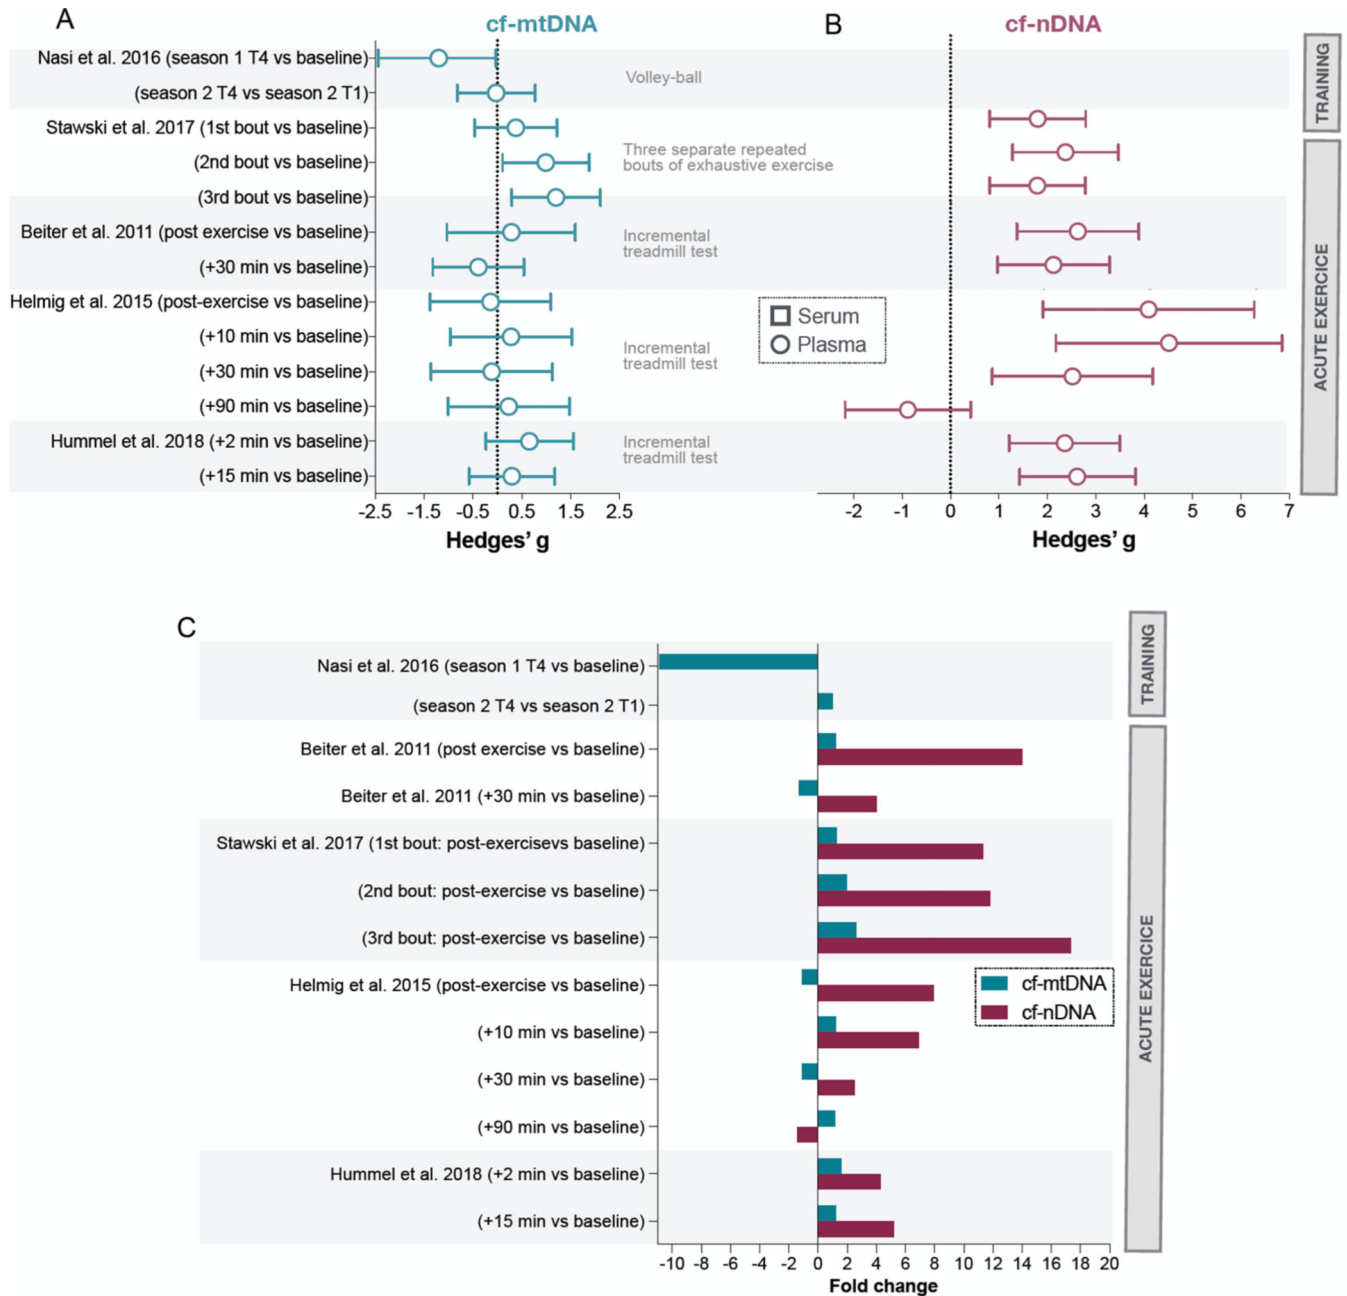 A
cf-mtDNA
B
cf-nDNA
Nasi et al. 2016 (season 1 T4 vs baseline)
(season 2 T4 vs season 2 T1)
Volley-ball
TRAINING
Stawski et al. 2017 (1st bout vs baseline)
(2nd bout vs baseline)
(3rd bout vs baseline)
Three separate repeated
bouts of exhaustive exercise
Beiter et al. 2011 (post exercise vs baseline)
(+30 min vs baseline)
Incremental
treadmill test
Helmig et al. 2015 (post-exercise vs baseline)
(+10 min vs baseline)
(+30 min vs baseline)
(+90 min vs baseline)
Incremental
treadmill test
Serum
Plasma
ACUTE EXERCICE
Hummel et al. 2018 (+2 min vs baseline)
(+15 min vs baseline)
Incremental
treadmill test
-2.5 -1.5 -0.5 0.5 1.5 2.5
Hedges’ g
-2 -1 0 1 2 3 4 5 6 7
Hedges’ g
C
Nasi et al. 2016 (season 1 T4 vs baseline)
(season 2 T4 vs season 2 T1)
TRAINING
Beiter et al. 2011 (post exercise vs baseline)
Beiter et al. 2011 (+30 min vs baseline)
Stawski et al. 2017 (1st bout: post-exercisevs baseline)
(2nd bout: post-exercise vs baseline)
(3rd bout: post-exercise vs baseline)
Helmig et al. 2015 (post-exercise vs baseline)
(+10 min vs baseline)
(+30 min vs baseline)
(+90 min vs baseline)
Hummel et al. 2018 (+2 min vs baseline)
(+15 min vs baseline)
cf-mtDNA
cf-nDNA
ACUTE EXERCICE
-10 -8 -6 -4 -2 0 2 4 6 8 10 12 14 16 18 20
Fold change